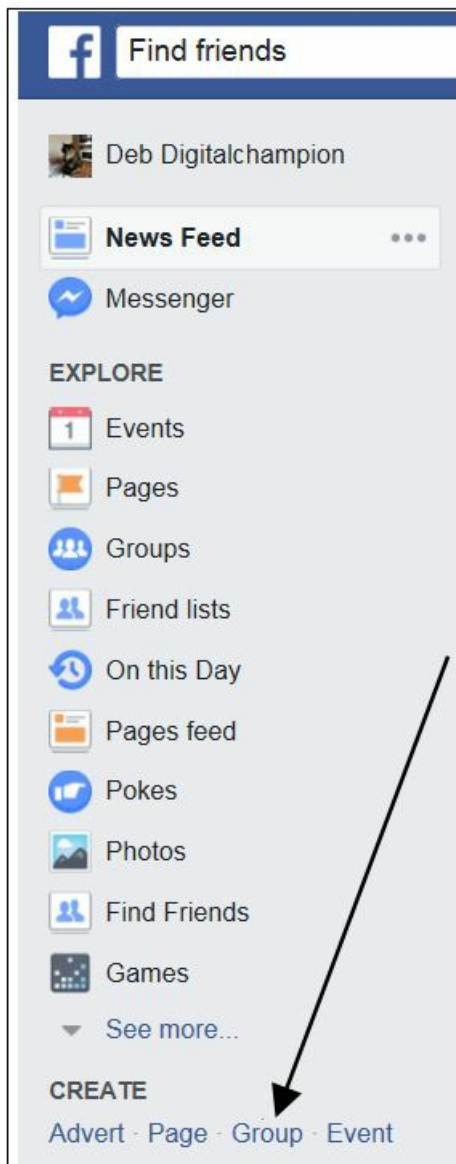 f Find friends
Deb Digitalchampion
News Feed
Messenger
EXPLORE
1 Events
Pages
Groups
Friend lists
On this Day
Pages feed
Pokes
Photos
Find Friends
Games
See more...
CREATE
Advert · Page · Group · Event